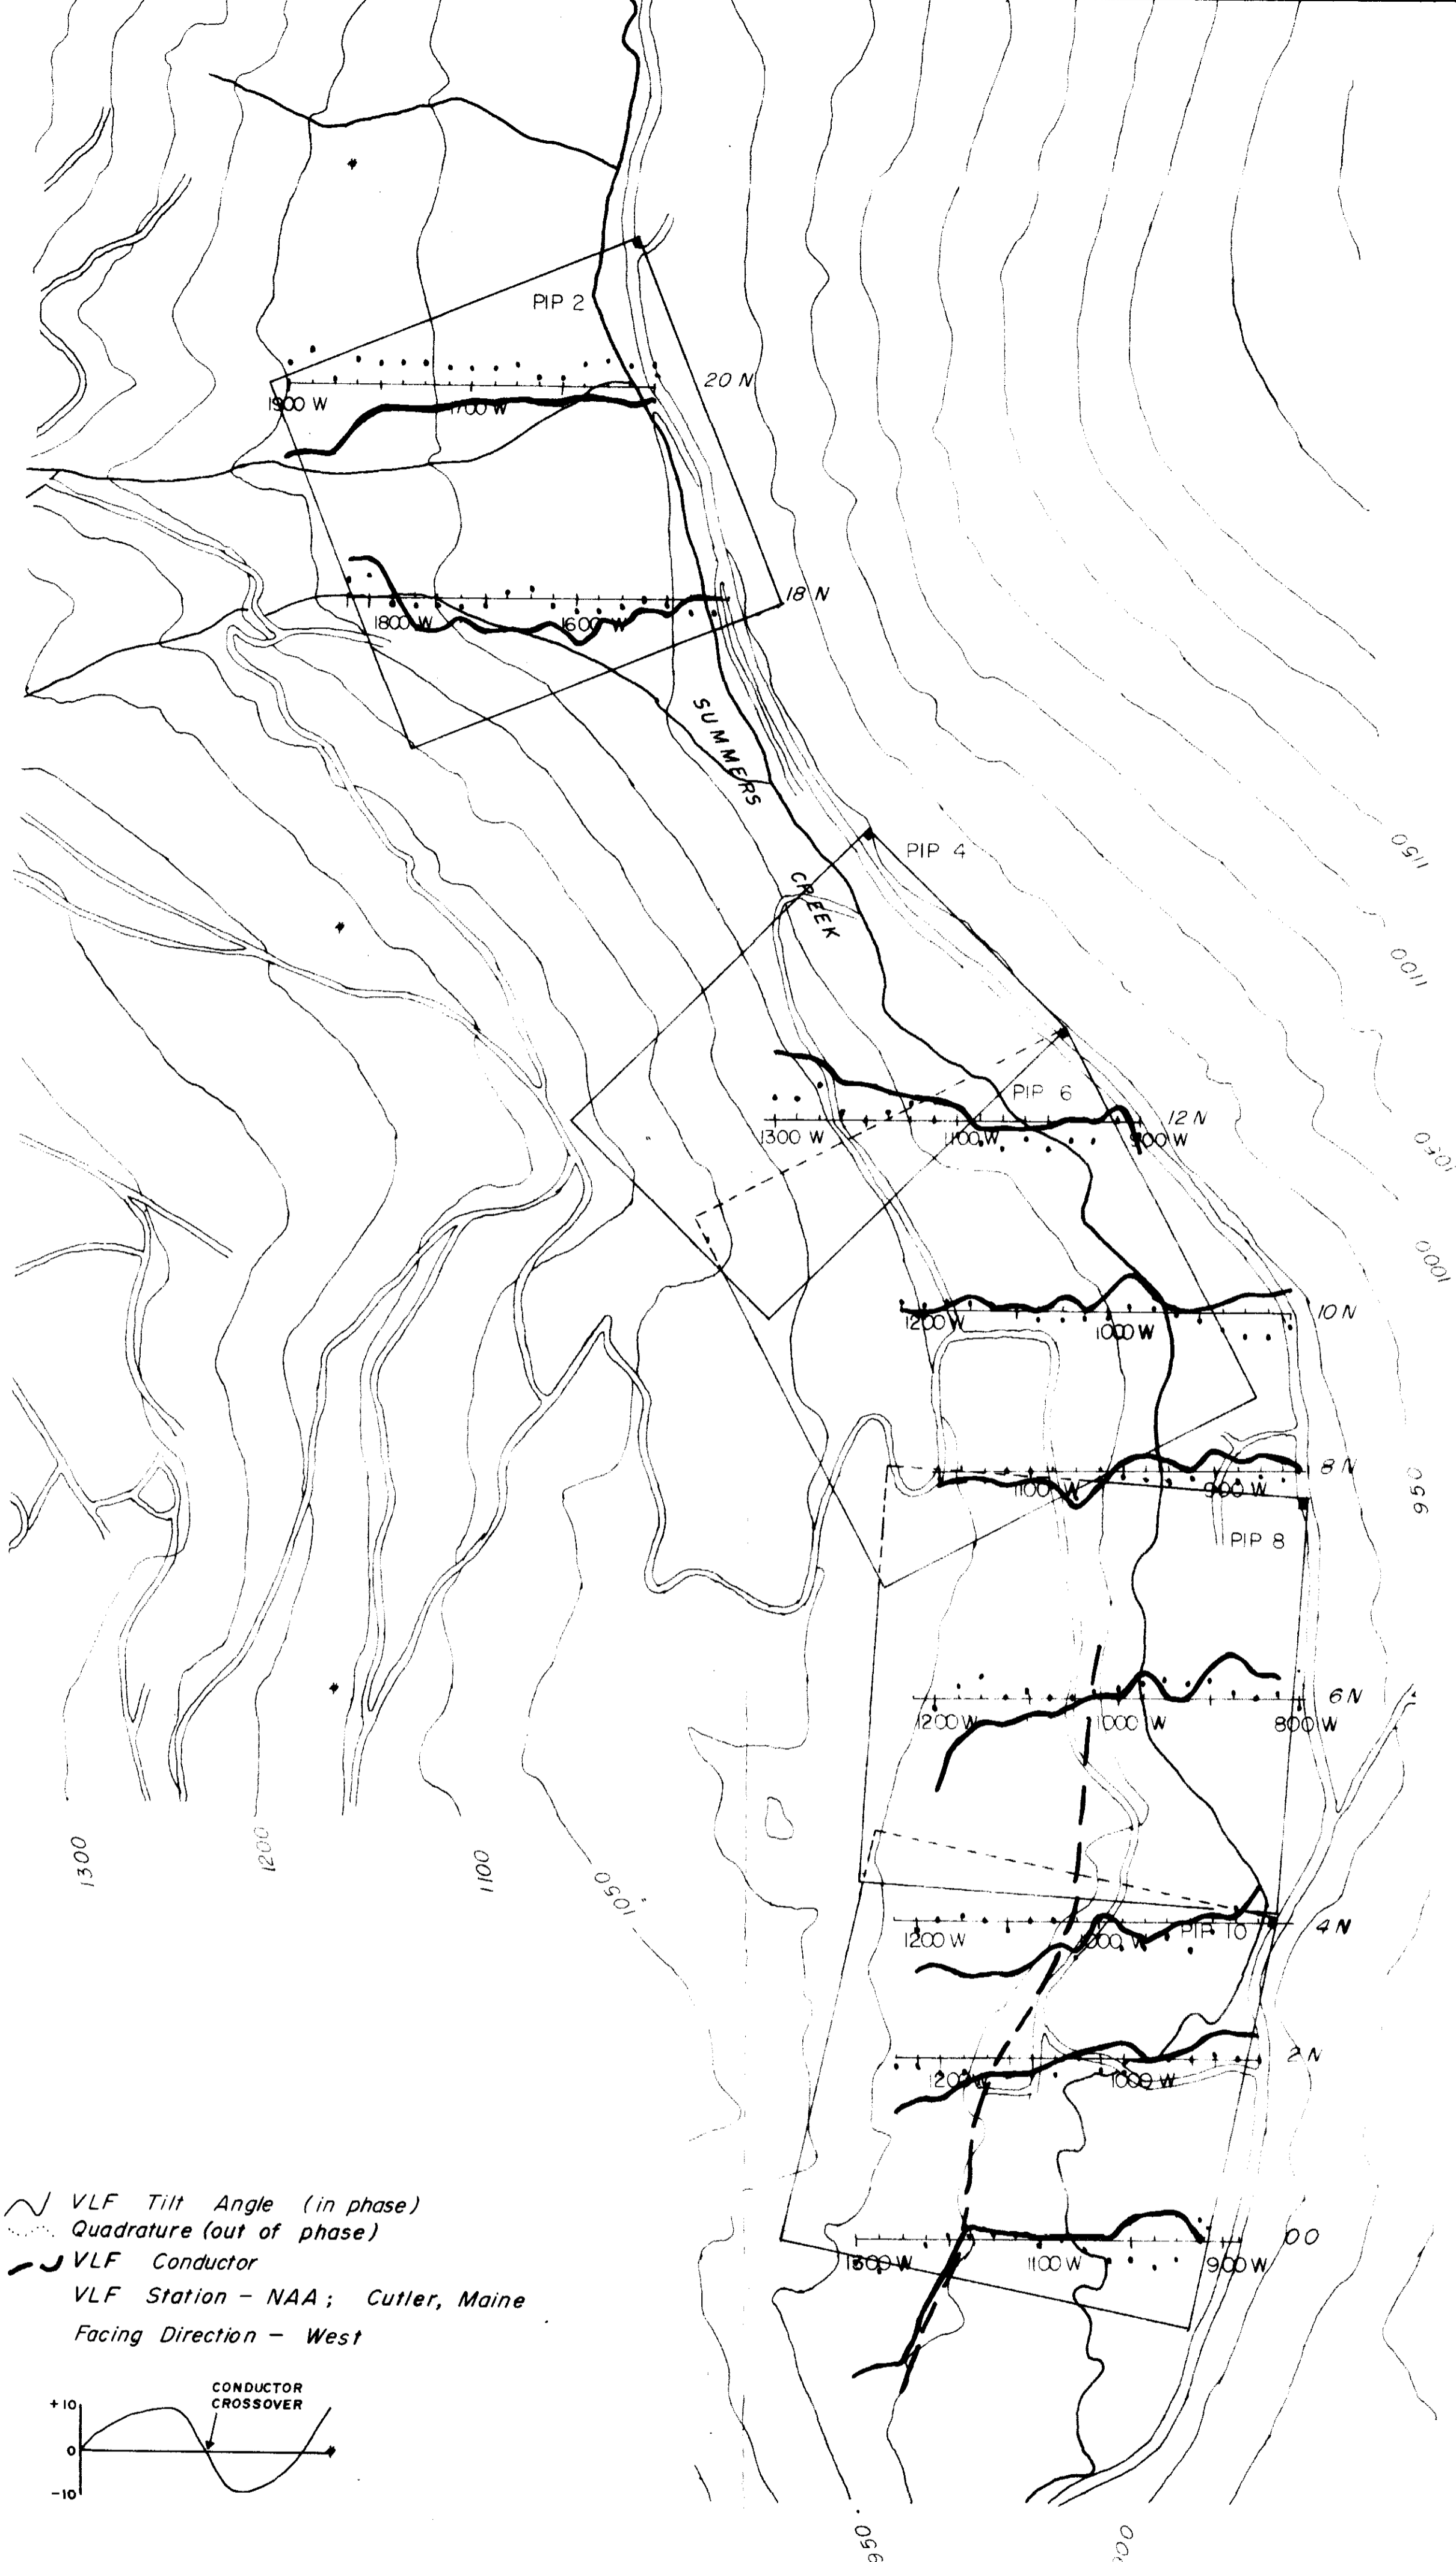 PIP 2
20 N
1900 W
1700 W
18 N
1800 W
1600 W
SUMMERS
CREEK
PIP 4
1150
1100
PIP 6
12 N
1300 W
1100 W
900 W
1050
1000
10 N
1200 W
1000 W
8 N
1100 W
900 W
950
PIP 8
6 N
1200 W
1000 W
800 W
1300
1200
1100
1050
4 N
1200 W
1000 W
PIP 10
2 N
1200 W
1000 W
00
1300 W
1100 W
900 W
VLF Tilt Angle (in phase)
Quadrature (out of phase)
VLF Conductor
VLF Station - NAA; Cutler, Maine
Facing Direction - West
CONDUCTOR
CROSSOVER
+10
0
-10
950